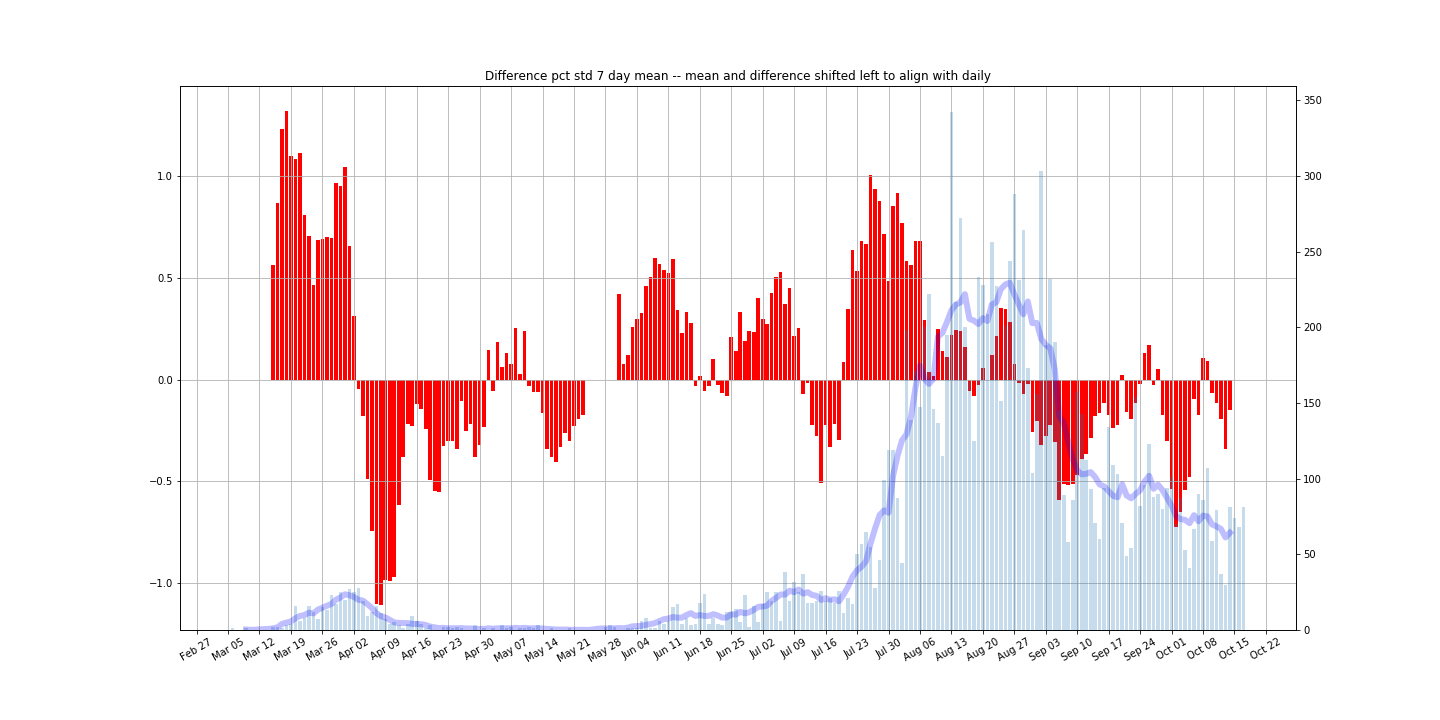 Difference pct std 7 day mean -- mean and difference shifted left to align with daily
1.0
0.5
0.0
−0.5
−1.0
350
300
250
200
150
100
50
0
Feb 27
Mar 05
Mar 12
Mar 19
Mar 26
Apr 02
Apr 09
Apr 16
Apr 23
Apr 30
May 07
May 14
May 21
May 28
Jun 04
Jun 11
Jun 18
Jun 25
Jul 02
Jul 09
Jul 16
Jul 23
Jul 30
Aug 06
Aug 13
Aug 20
Aug 27
Sep 03
Sep 10
Sep 17
Sep 24
Oct 01
Oct 08
Oct 15
Oct 22